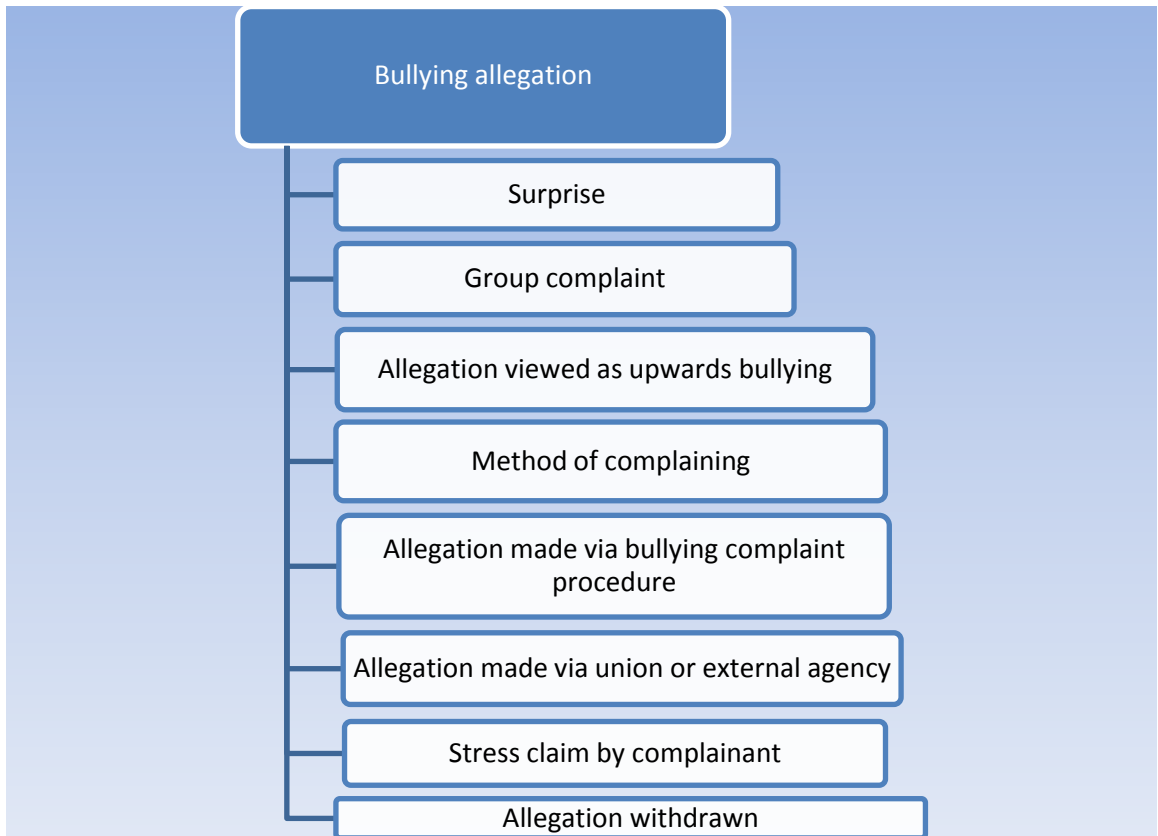 Bullying allegation
Surprise
Group complaint
Allegation viewed as upwards bullying
Method of complaining
Allegation made via bullying complaint
procedure
Allegation made via union or external agency
Stress claim by complainant
Allegation withdrawn